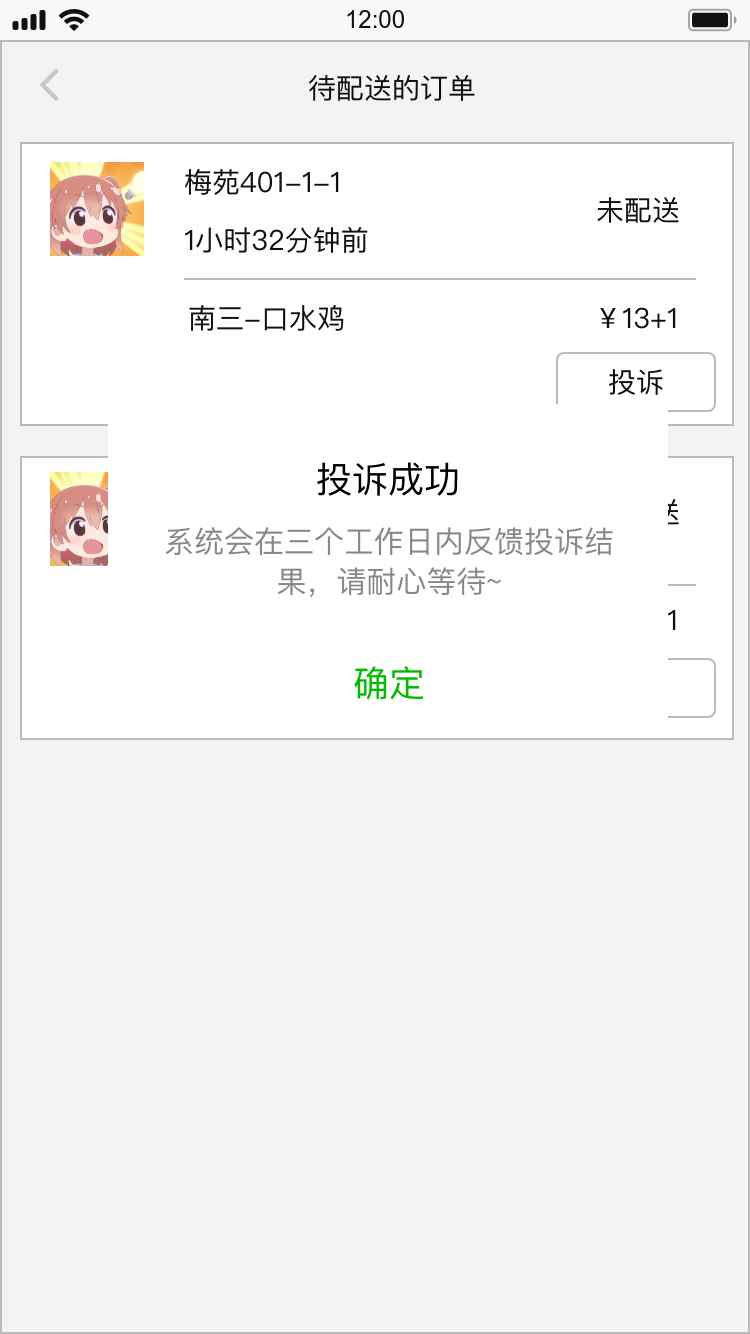 12:00
待配送的订单
梅苑401-1-1
未配送
1小时32分钟前
南三-口水鸡
￥13+1
投诉
投诉成功
系统会在三个工作日内反馈投诉结
果，请耐心等待~
1
确定